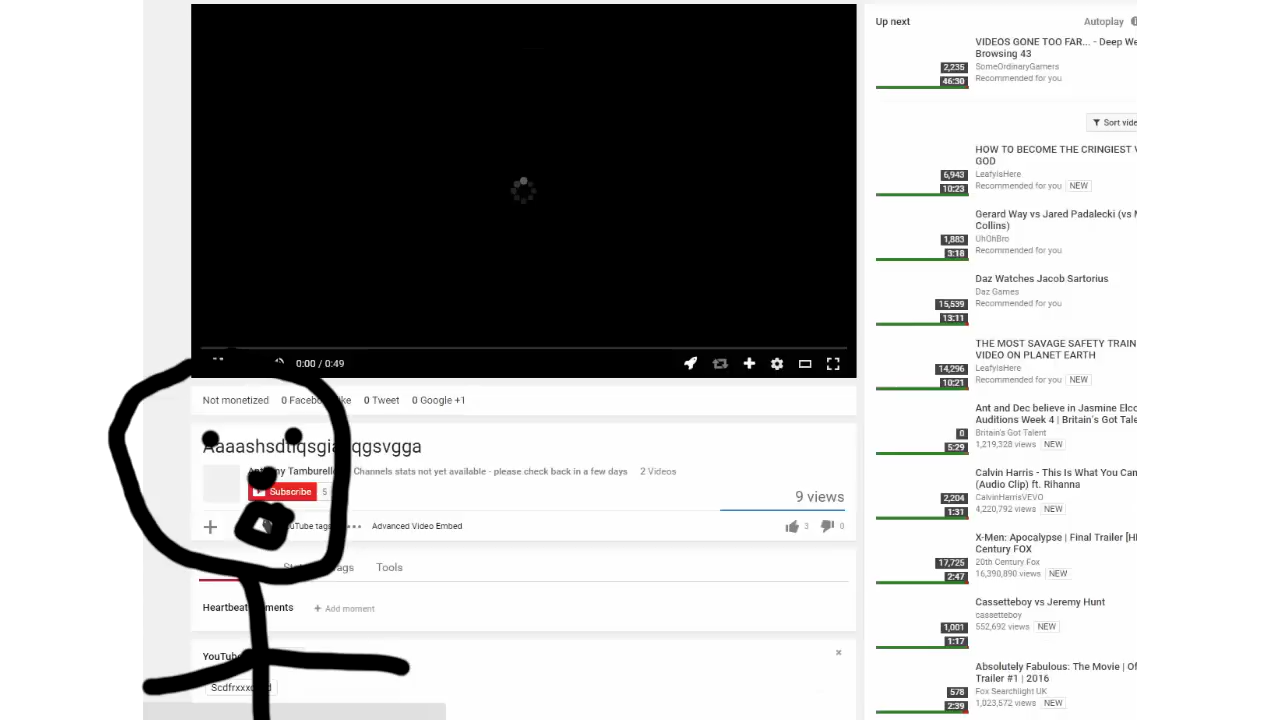 Up next
Autoplay
VIDEOS GONE TOO FAR... - Deep We
Browsing 43
SomeOrdinaryGamers
2,235
Recommended for you
46:30
Sort vide
HOW TO BECOME THE CRINGIEST V
GOD
LeafyIsHere
6,943
Recommended for you NEW
10:23
Gerard Way vs Jared Padalecki (vs M
Collins)
UhOhBro
1,883
Recommended for you
3:18
Daz Watches Jacob Sartorius
Daz Games
15,539
Recommended for you
13:11
THE MOST SAVAGE SAFETY TRAIN
VIDEO ON PLANET EARTH
LeafyIsHere
14,296
Recommended for you NEW
10:21
Ant and Dec believe in Jasmine Elco
Auditions Week 4 | Britain's Got Tale
Britain's Got Talent
0
1,219,328 views NEW
5:29
Calvin Harris - This Is What You Can
(Audio Clip) ft. Rihanna
CalvinHarrisVEVO
2,204
4,220,792 views NEW
1:31
X-Men: Apocalypse | Final Trailer [HI
Century FOX
20th Century Fox
17,725
16,390,890 views NEW
2:47
Cassetteboy vs Jeremy Hunt
cassetteboy
1,001
552,692 views NEW
1:17
Absolutely Fabulous: The Movie | Of
Trailer #1 | 2016
Fox Searchlight UK
578
1,023,572 views NEW
2:39
0:00 / 0:49
Not monetized 0 Facebook like 0 Tweet 0 Google +1
Tamburello Channels stats not yet available - please check back in a few days 2 Videos
Subscribe 5
9 views
Advanced Video Embed
3 0
Tools
Add moment